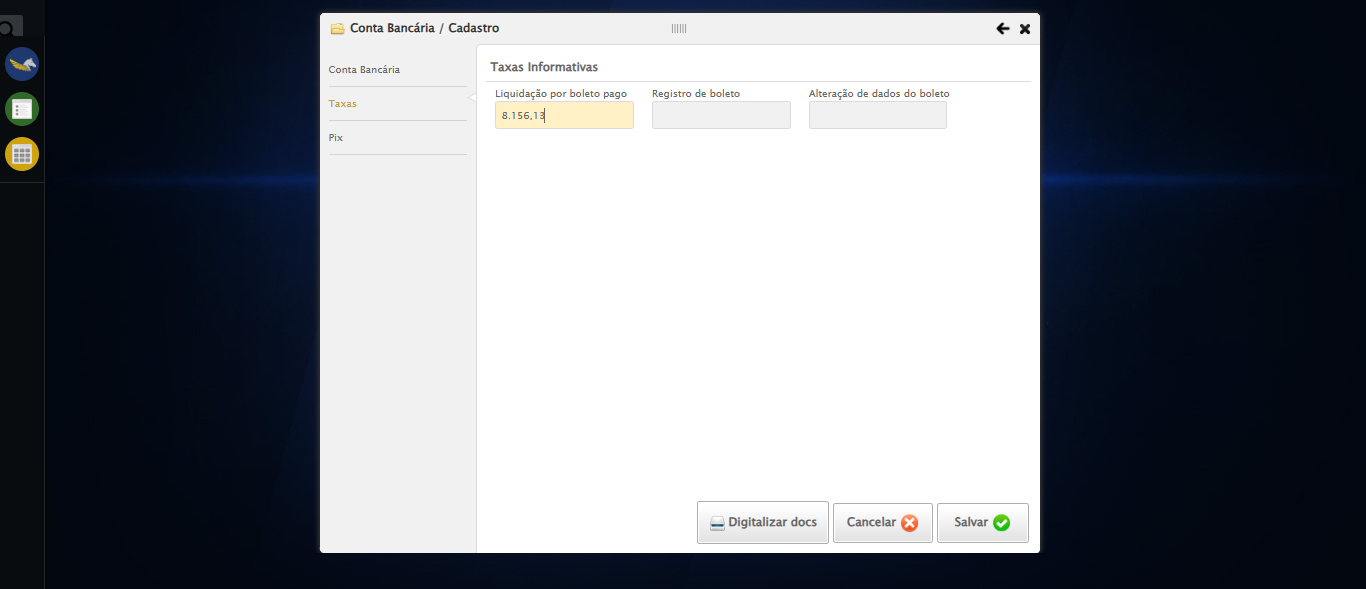 Conta Bancária / Cadastro
Conta Bancária
Taxas
Pix
Taxas Informativas
Liquidação por boleto pago
Registro de boleto
Alteração de dados do boleto
8.156,13
Digitalizar docs
Cancelar
Salvar